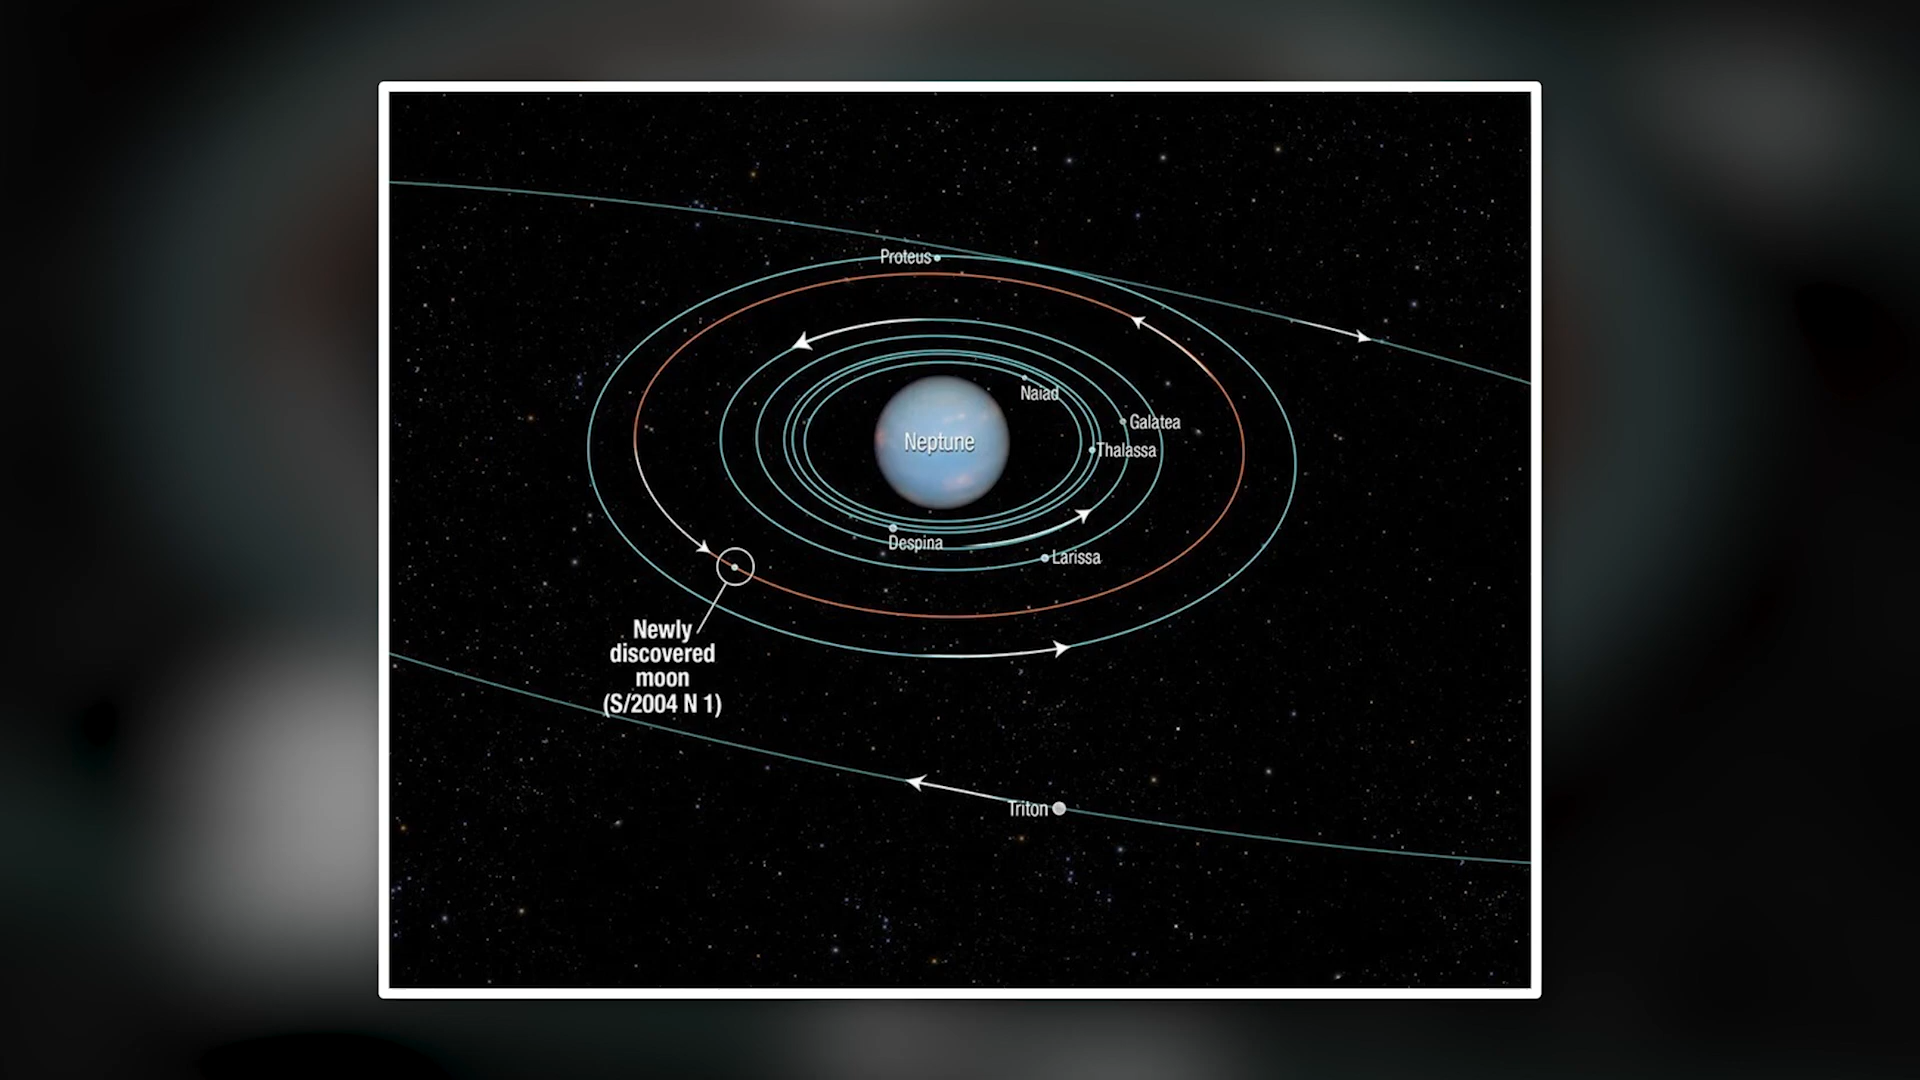 Proteus
Naiad
Galatea
Neptune
Thalassa
Despina
Larissa
Newly
discovered
moon
(S/2004 N 1)
Triton